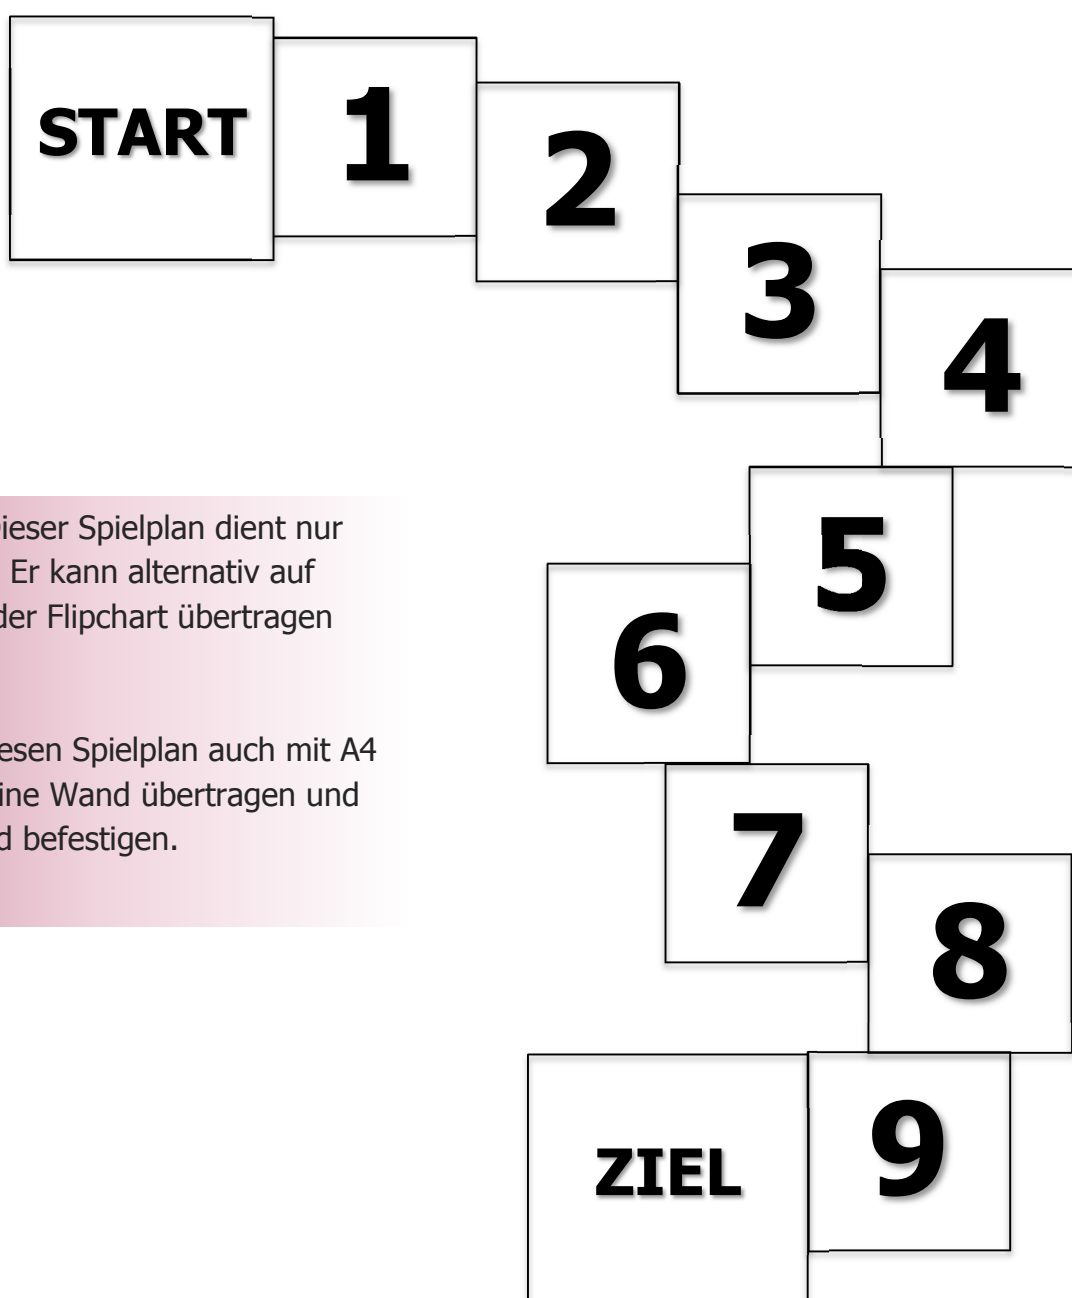 START
1
2
3
4
ieser Spielplan dient nur
Er kann alternativ auf
der Flipchart übertragen
esen Spielplan auch mit A4
ine Wand übertragen und
d befestigen.
5
6
7
8
9
ZIEL